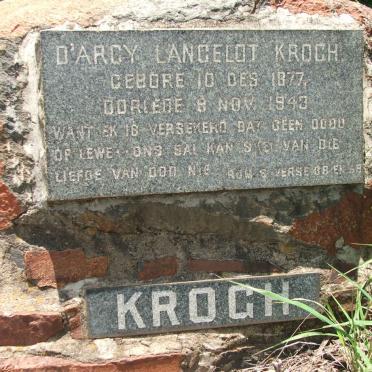 D'ARCY LANCELOT KROGH
GEBORE 10 DES. 1877,
OORLEDE 8 NOV. 1943
WANT EK IS VERSEKERD DAT GEEN DOOD
OF LEWE--ONS SAL KAN SKEI VAN DIE
LIEFDE VAN GOD NIE. ROM. 8 VERSE 38 EN 39
KROGH